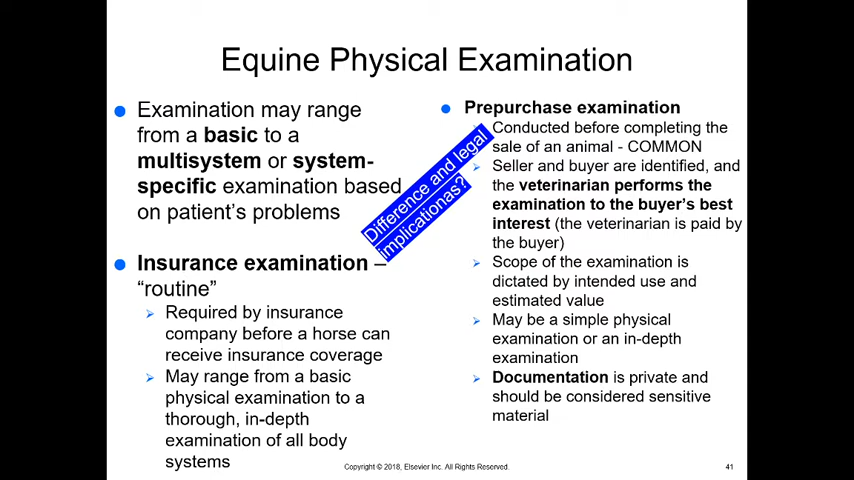 Equine Physical Examination
Examination may range
from a basic to a
multisystem or system-
specific examination based
on patient's problems
Insurance examination –
“routine”
Required by insurance
company before a horse can
receive insurance coverage
May range from a basic
physical examination to a
thorough, in-depth
examination of all body
systems
Difference and legal
implicationas?
Prepurchase examination
Conducted before completing the
sale of an animal - COMMON
Seller and buyer are identified, and
the veterinarian performs the
examination to the buyer's best
interest (the veterinarian is paid by
the buyer)
Scope of the examination is
dictated by intended use and
estimated value
May be a simple physical
examination or an in-depth
examination
Documentation is private and
should be considered sensitive
material
Copyright © 2018, Elsevier Inc. All Rights Reserved.
41